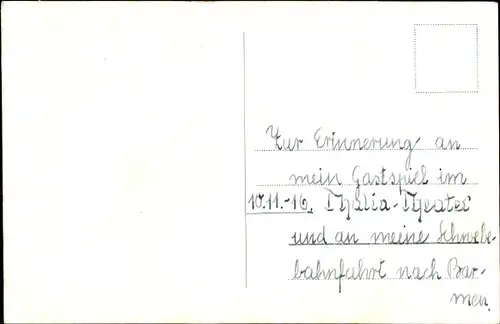 Zur Erinnerung an
mein Gastspiel im
10.11.-16. Thalia-Theater
und an meine Schwebe-
bahnfahrt nach Bar-
men.